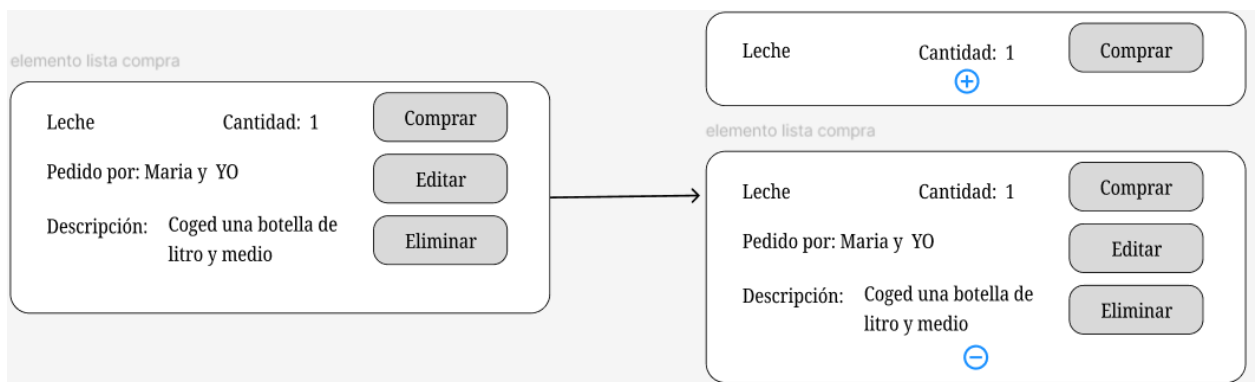 elemento lista compra
Leche Cantidad: 1 Comprar
Pedido por: Maria y YO Editar
Descripción: Coged una botella de
litro y medio Eliminar
Leche Cantidad: 1 Comprar
elemento lista compra
Leche Cantidad: 1 Comprar
Pedido por: Maria y YO Editar
Descripción: Coged una botella de
litro y medio Eliminar